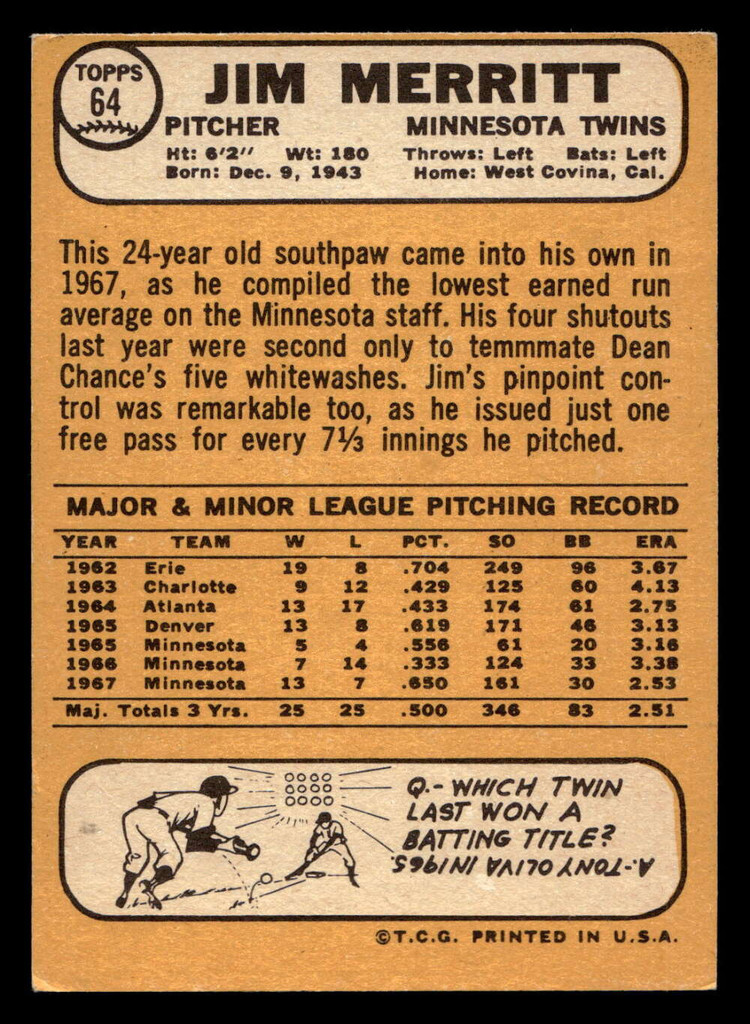 TOPPS
64
JIM MERRITT
PITCHER MINNESOTA TWINS
Ht: 6'2" Wt: 180 Throws: Left Bats: Left
Born: Dec. 9, 1943 Home: West Covina, Cal.
This 24-year old southpaw came into his own in
1967, as he compiled the lowest earned run
average on the Minnesota staff. His four shutouts
last year were second only to temmmate Dean
Chance's five whitewashes. Jim's pinpoint con-
trol was remarkable too, as he issued just one
free pass for every 7⅓ innings he pitched.
MAJOR & MINOR LEAGUE PITCHING RECORD
YEAR TEAM W L PCT. SO BB ERA
1962 Erie 19 8 .704 249 96 3.67
1963 Charlotte 9 12 .429 125 60 4.13
1964 Atlanta 13 17 .433 174 61 2.75
1965 Denver 13 8 .619 171 46 3.13
1965 Minnesota 5 4 .556 61 20 3.16
1966 Minnesota 7 14 .333 124 33 3.38
1967 Minnesota 13 7 .650 161 30 2.53
Maj. Totals 3 Yrs. 25 25 .500 346 83 2.51
Q.- WHICH TWIN
LAST WON A
BATTING TITLE?
A-TONY OLIVA IN 1965.
©T.C.G. PRINTED IN U.S.A.